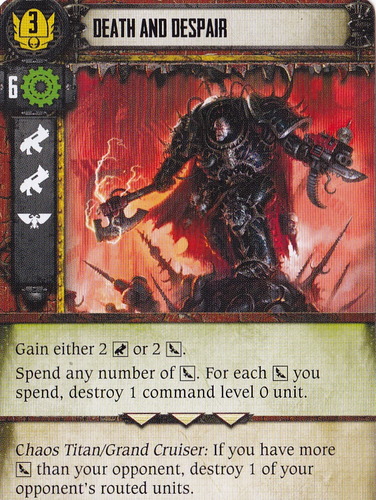 3
DEATH AND DESPAIR
6
Gain either 2 or 2 .
Spend any number of . For each you
spend, destroy 1 command level 0 unit.
Chaos Titan/Grand Cruiser: If you have more
than your opponent, destroy 1 of your
opponent's routed units.